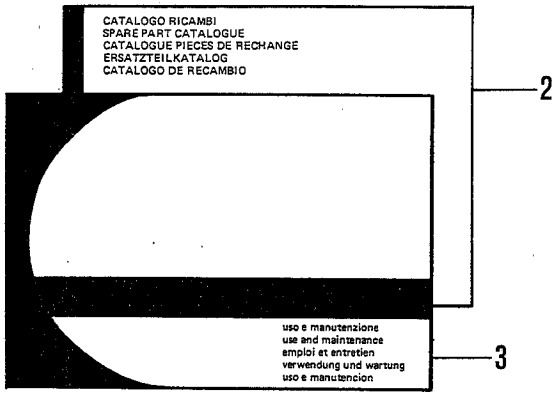 CATALOGO RICAMBI
SPARE PART CATALOGUE
CATALOGUE PIECES DE RECHANGE
ERSATZTEILKATALOG
CATALOGO DE RECAMBIO
2
uso e manutenzione
use and maintenance
emploi et entretien
verwendung und wartung
uso e manutencion
3